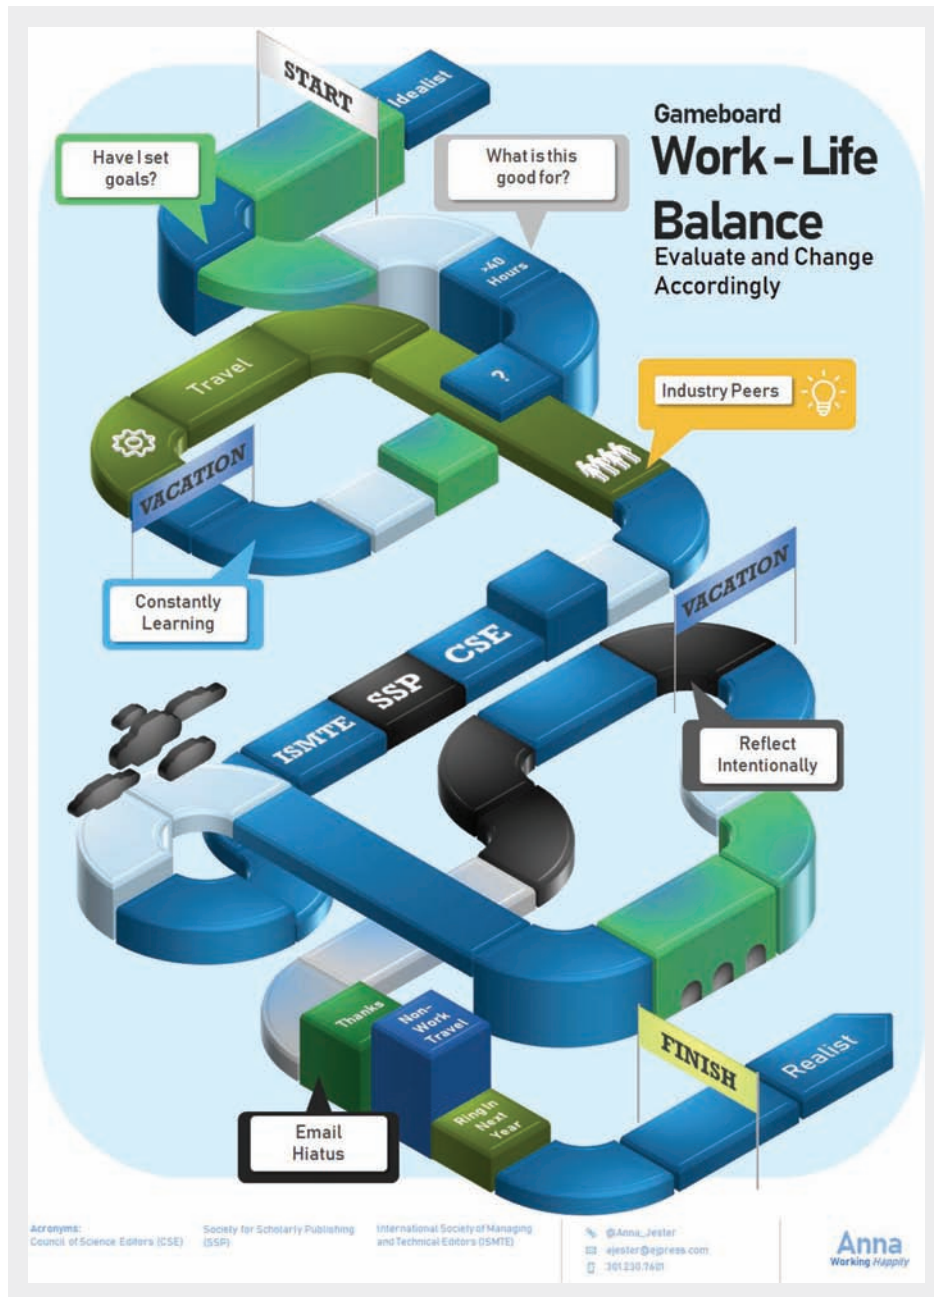 START
Idealist
Gameboard
Work - Life
Balance
Evaluate and Change
Accordingly
Have I set
goals?
What is this
good for?
>40
Hours
?
Travel
Industry Peers
VACATION
Constantly
Learning
CSE
SSP
ISMTE
VACATION
Reflect
Intentionally
Thanks
Non-
Work
Travel
Ring In
Next
Year
Email
Hiatus
FINISH
Realist
Acronyms:
Council of Science Editors (CSE)
Society for Scholarly Publishing
(SSP)
International Society of Managing
and Technical Editors (ISMTE)
@Anna_Jester
ajester@ejpress.com
301.230.7601
Anna
Working Happily